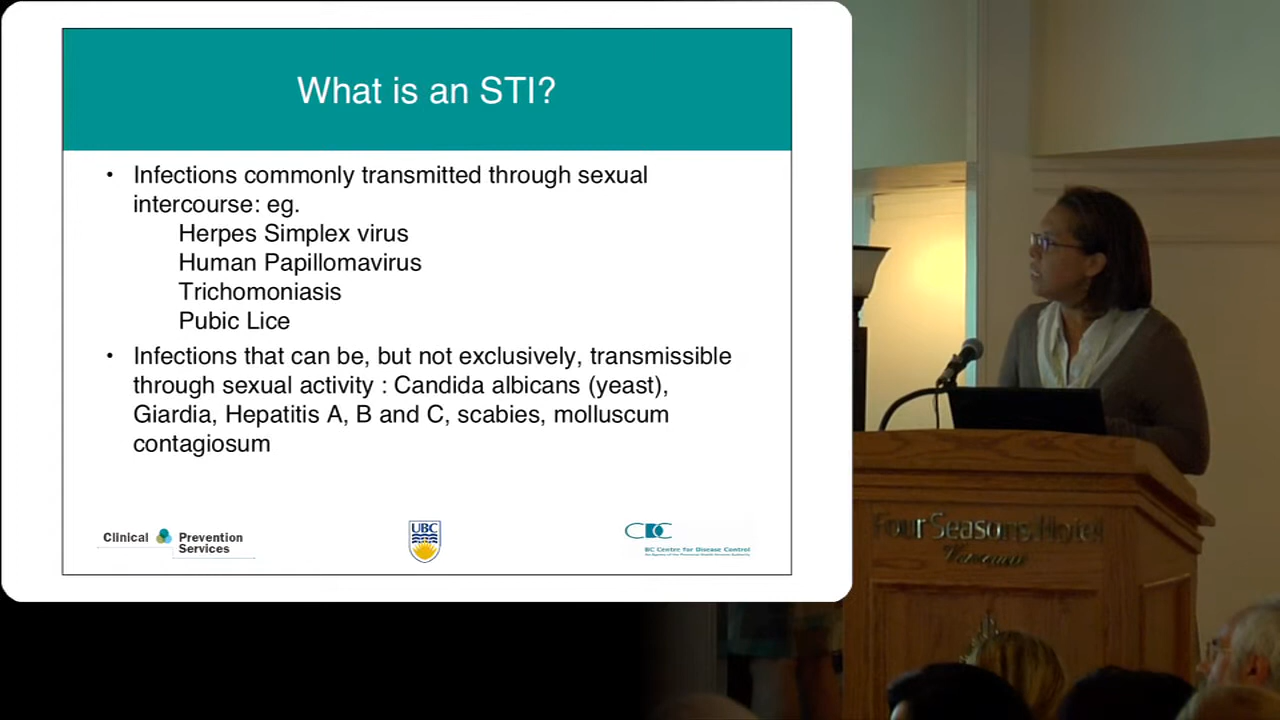 What is an STI?
• Infections commonly transmitted through sexual
intercourse: eg.
Herpes Simplex virus
Human Papillomavirus
Trichomoniasis
Pubic Lice
• Infections that can be, but not exclusively, transmissible
through sexual activity : Candida albicans (yeast),
Giardia, Hepatitis A, B and C, scabies, molluscum
contagiosum
Clinical Prevention
Services
UBC
CDC
BC Centre for Disease Control
Four Seasons Hotel
Vancouver